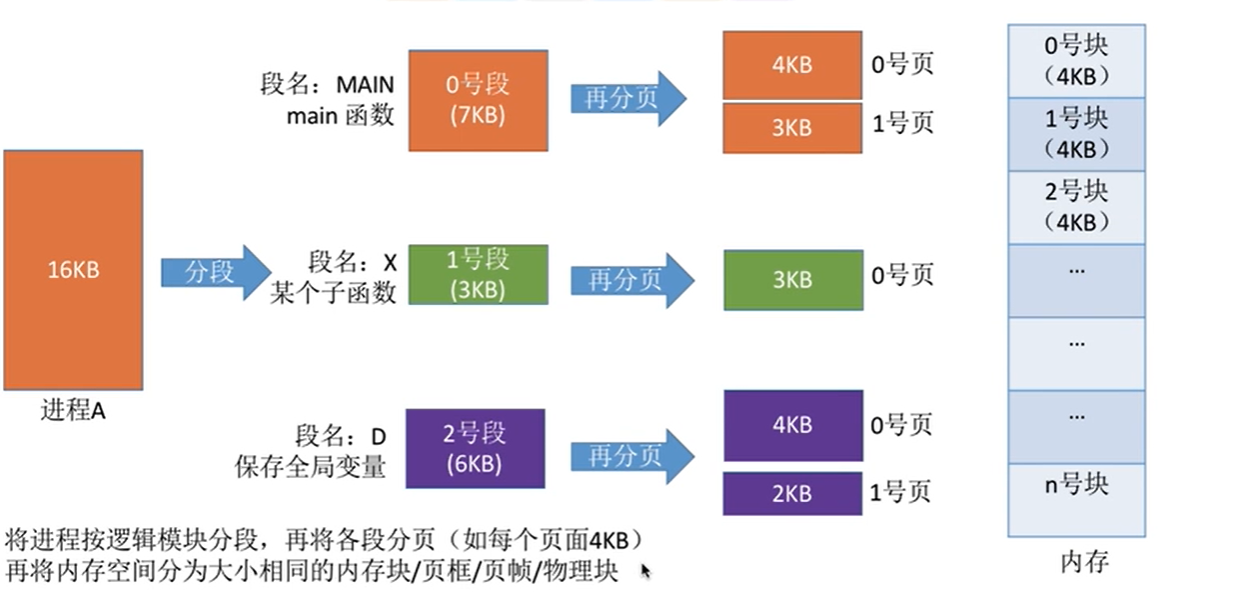 段名：MAIN
main 函数
0号段
(7KB)
再分页
4KB
0号页
3KB
1号页
16KB
进程A
分段
段名：X
某个子函数
1号段
(3KB)
再分页
3KB
0号页
段名：D
保存全局变量
2号段
(6KB)
再分页
4KB
0号页
2KB
1号页
0号块
（4KB）
1号块
（4KB）
2号块
（4KB）
...
...
...
n号块
内存
将进程按逻辑模块分段，再将各段分页（如每个页面4KB）
再将内存空间分为大小相同的内存块/页框/页帧/物理块